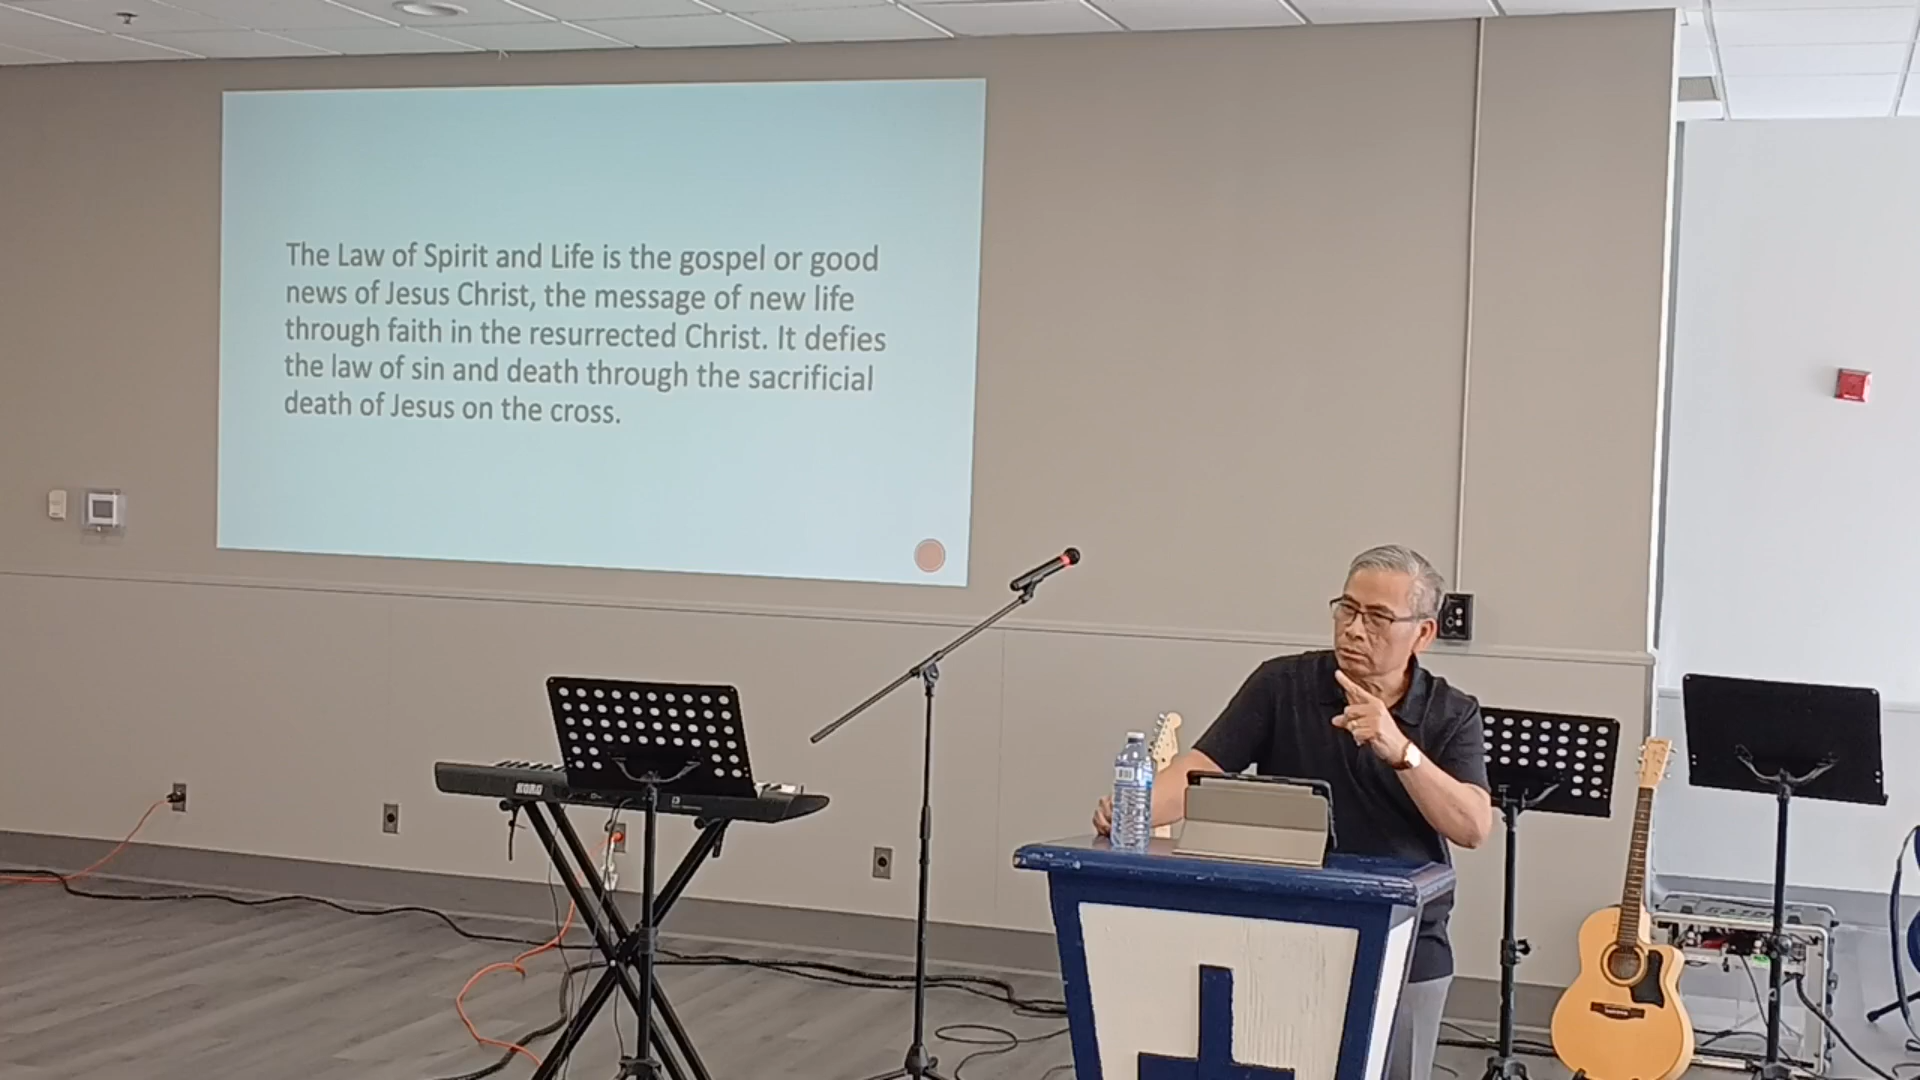 The Law of Spirit and Life is the gospel or good
news of Jesus Christ, the message of new life
through faith in the resurrected Christ. It defies
the law of sin and death through the sacrificial
death of Jesus on the cross.
KORG